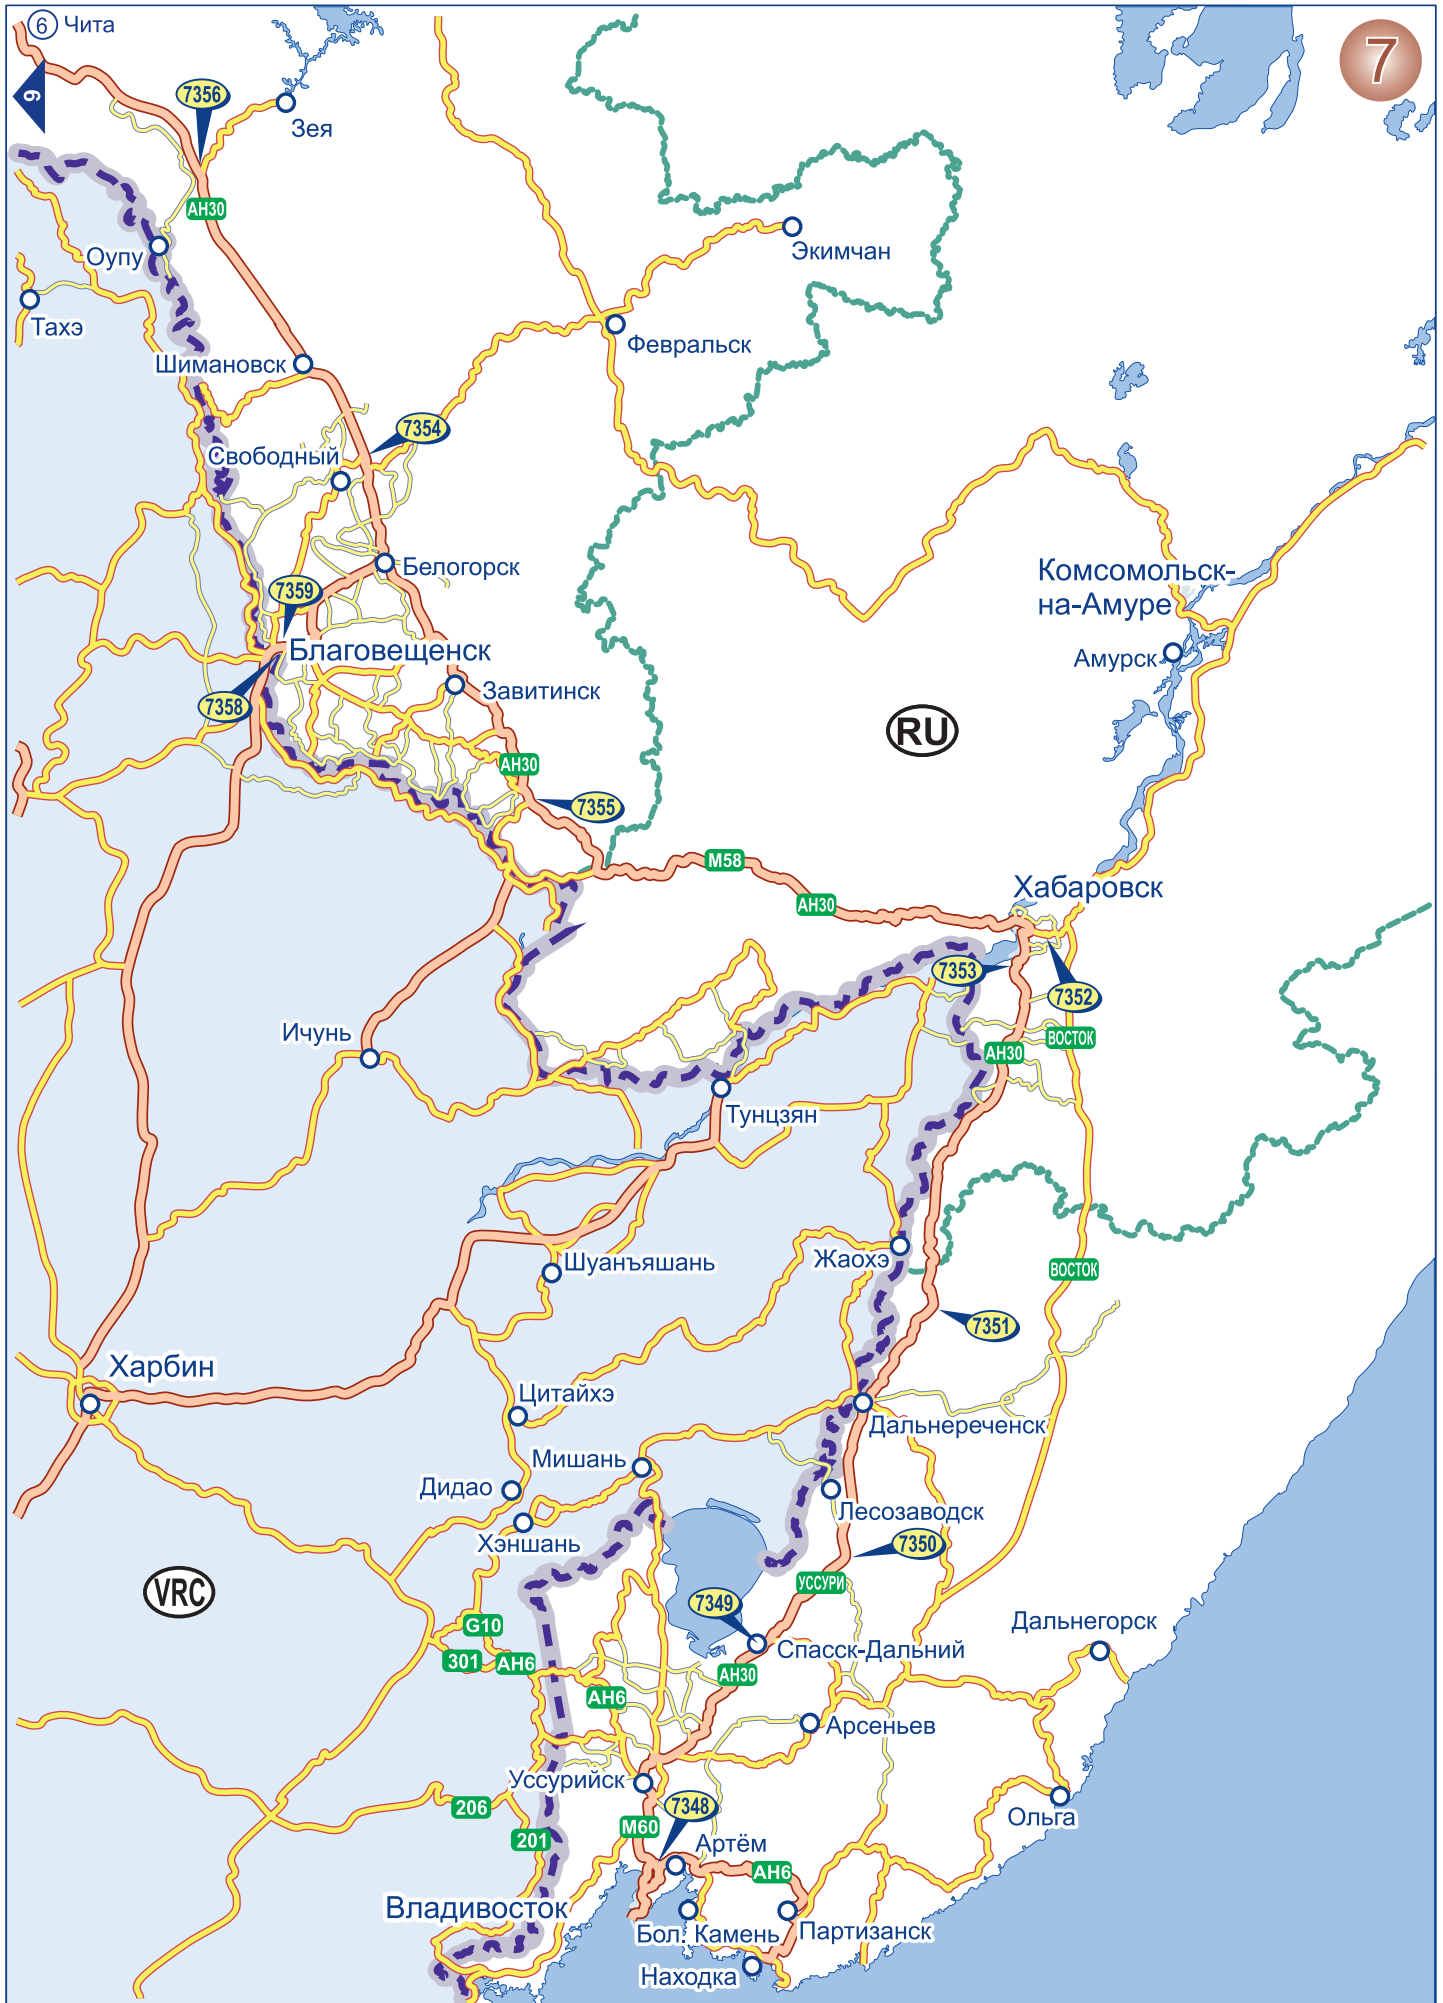 6 Чита
7
6
7356
Зея
АН30
Оупу
Экимчан
Тахэ
Февральск
Шимановск
7354
Свободный
Белогорск
Комсомольск-
на-Амуре
7359
Благовещенск
Амурск
Завитинск
7358
RU
АН30
7355
М58
Хабаровск
АН30
7353
7352
Ичунь
ВОСТОК
АН30
Тунцзян
Жаохэ
Шуанъяшань
ВОСТОК
7351
Харбин
Цитайхэ
Дальнереченск
Мишань
Дидао
Лесозаводск
Хэншань
7350
УССУРИ
VRC
7349
G10
Дальнегорск
Спасск-Дальний
301
АН6
АН30
АН6
Арсеньев
Уссурийск
7348
206
Ольга
М60
201
Артём
АН6
Владивосток
Бол. Камень
Партизанск
Находка